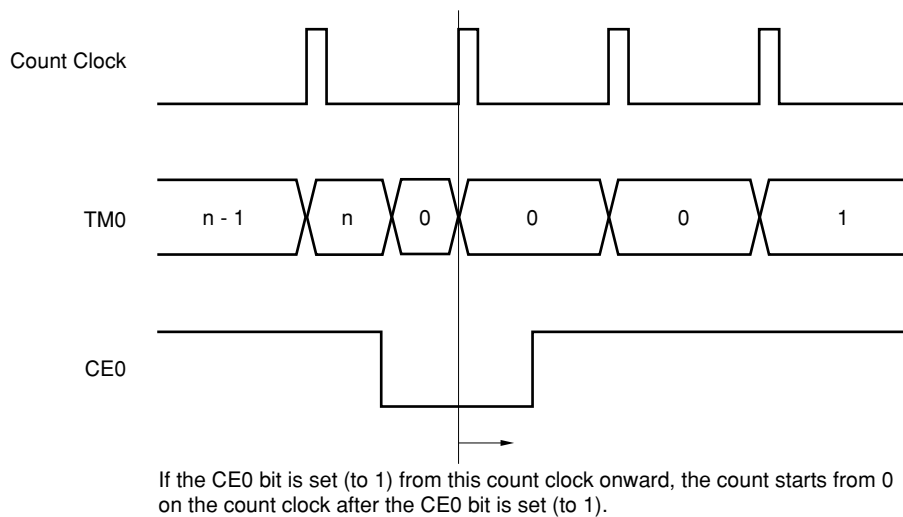 Count Clock
TM0
n - 1 n 0 0 0 1
CE0
If the CE0 bit is set (to 1) from this count clock onward, the count starts from 0
on the count clock after the CE0 bit is set (to 1).